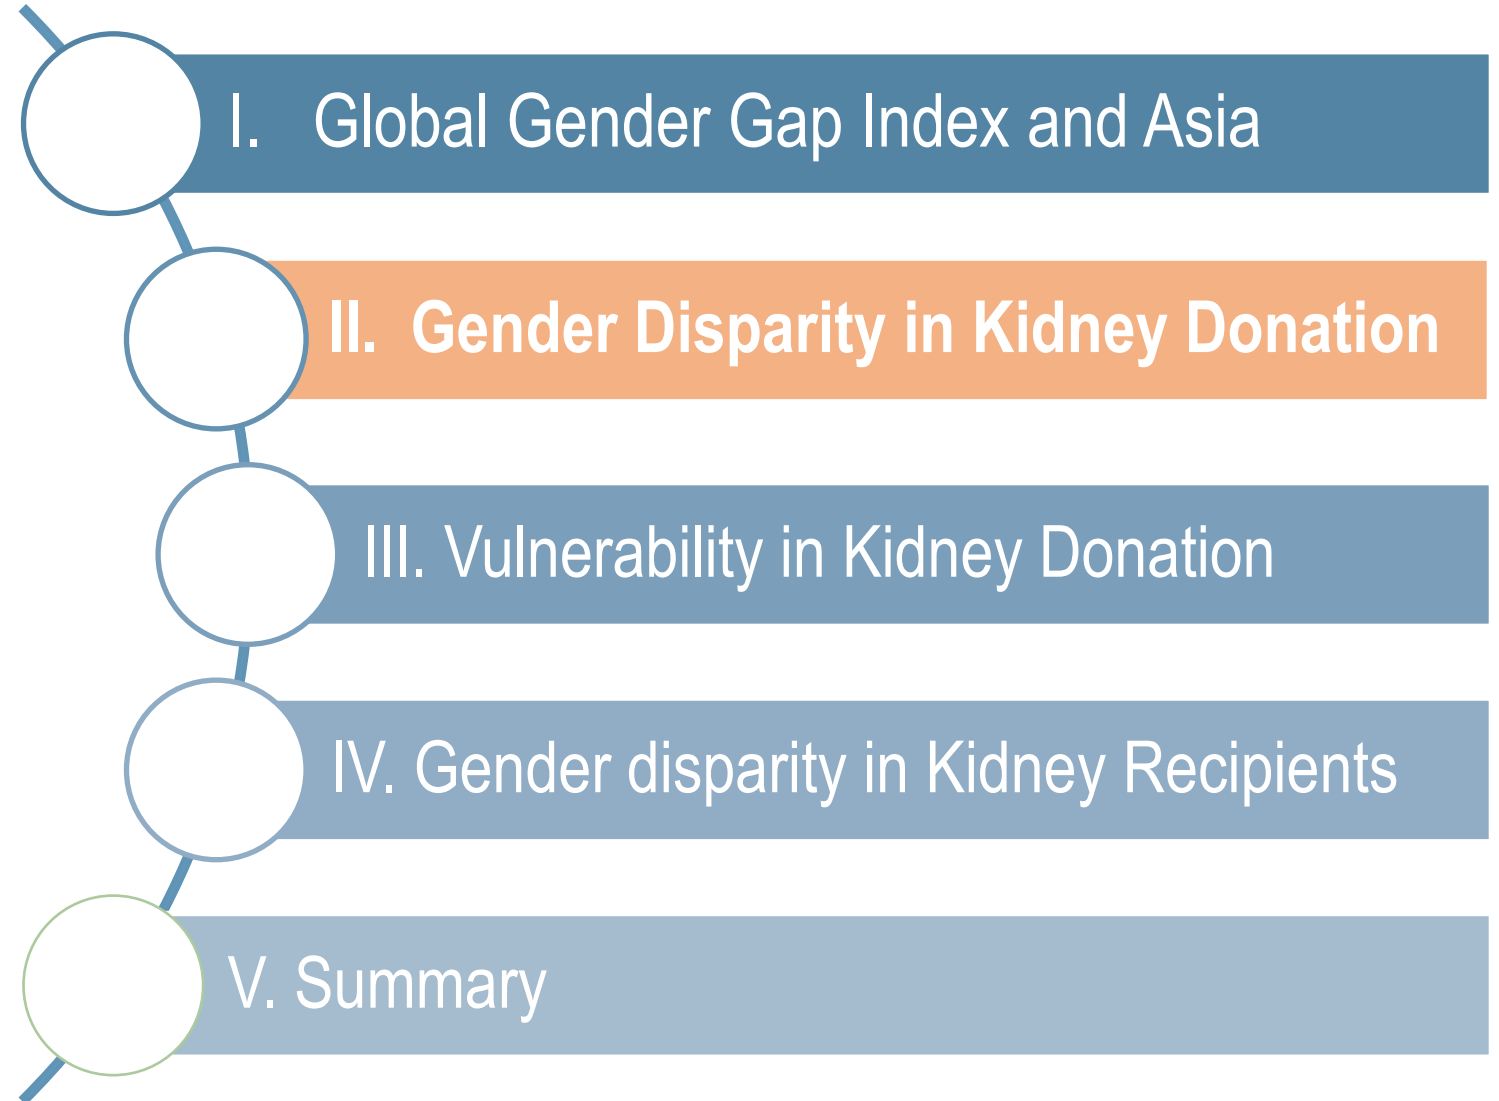 I. Global Gender Gap Index and Asia
II. Gender Disparity in Kidney Donation
III. Vulnerability in Kidney Donation
IV. Gender disparity in Kidney Recipients
V. Summary